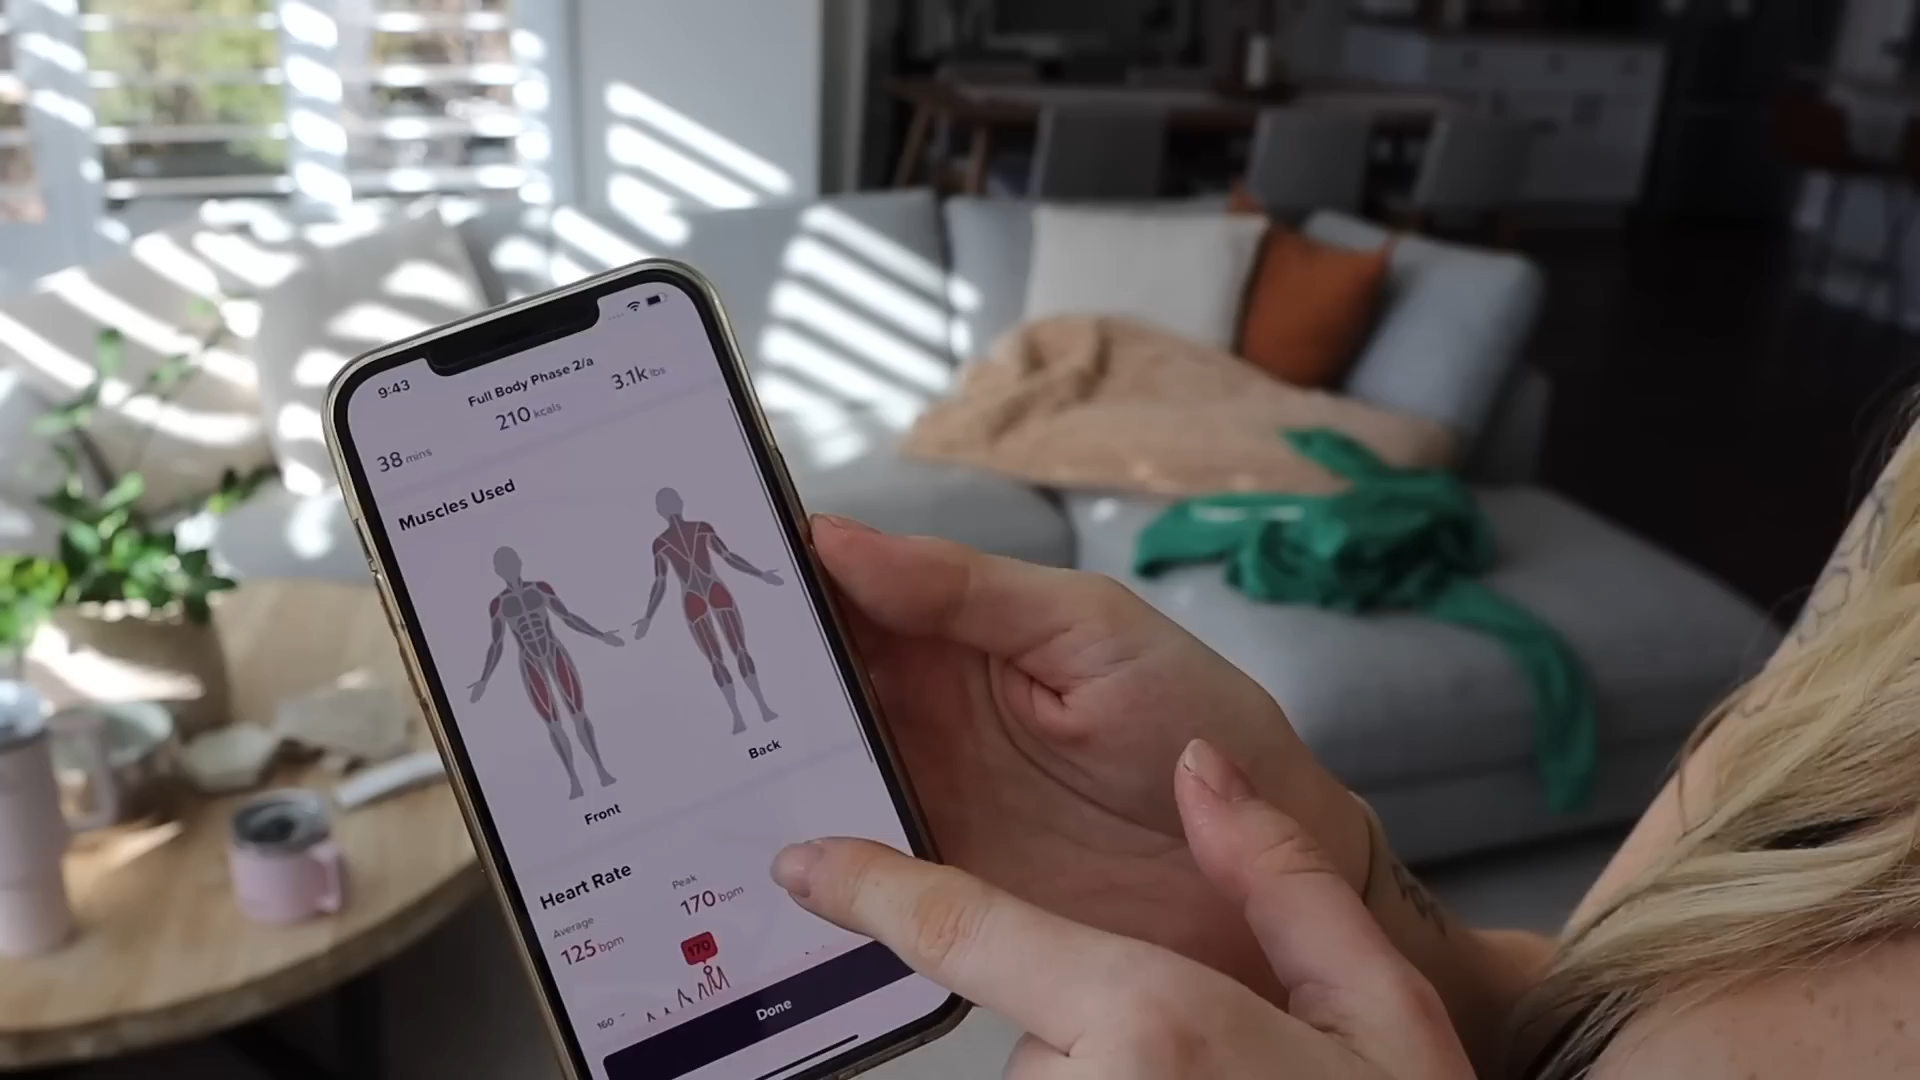 9:43
Full Body Phase 2/a
38 mins
210 kcals
3.1k lbs
Muscles Used
Front
Back
Heart Rate
Average
125 bpm
Peak
170 bpm
170
160
Done